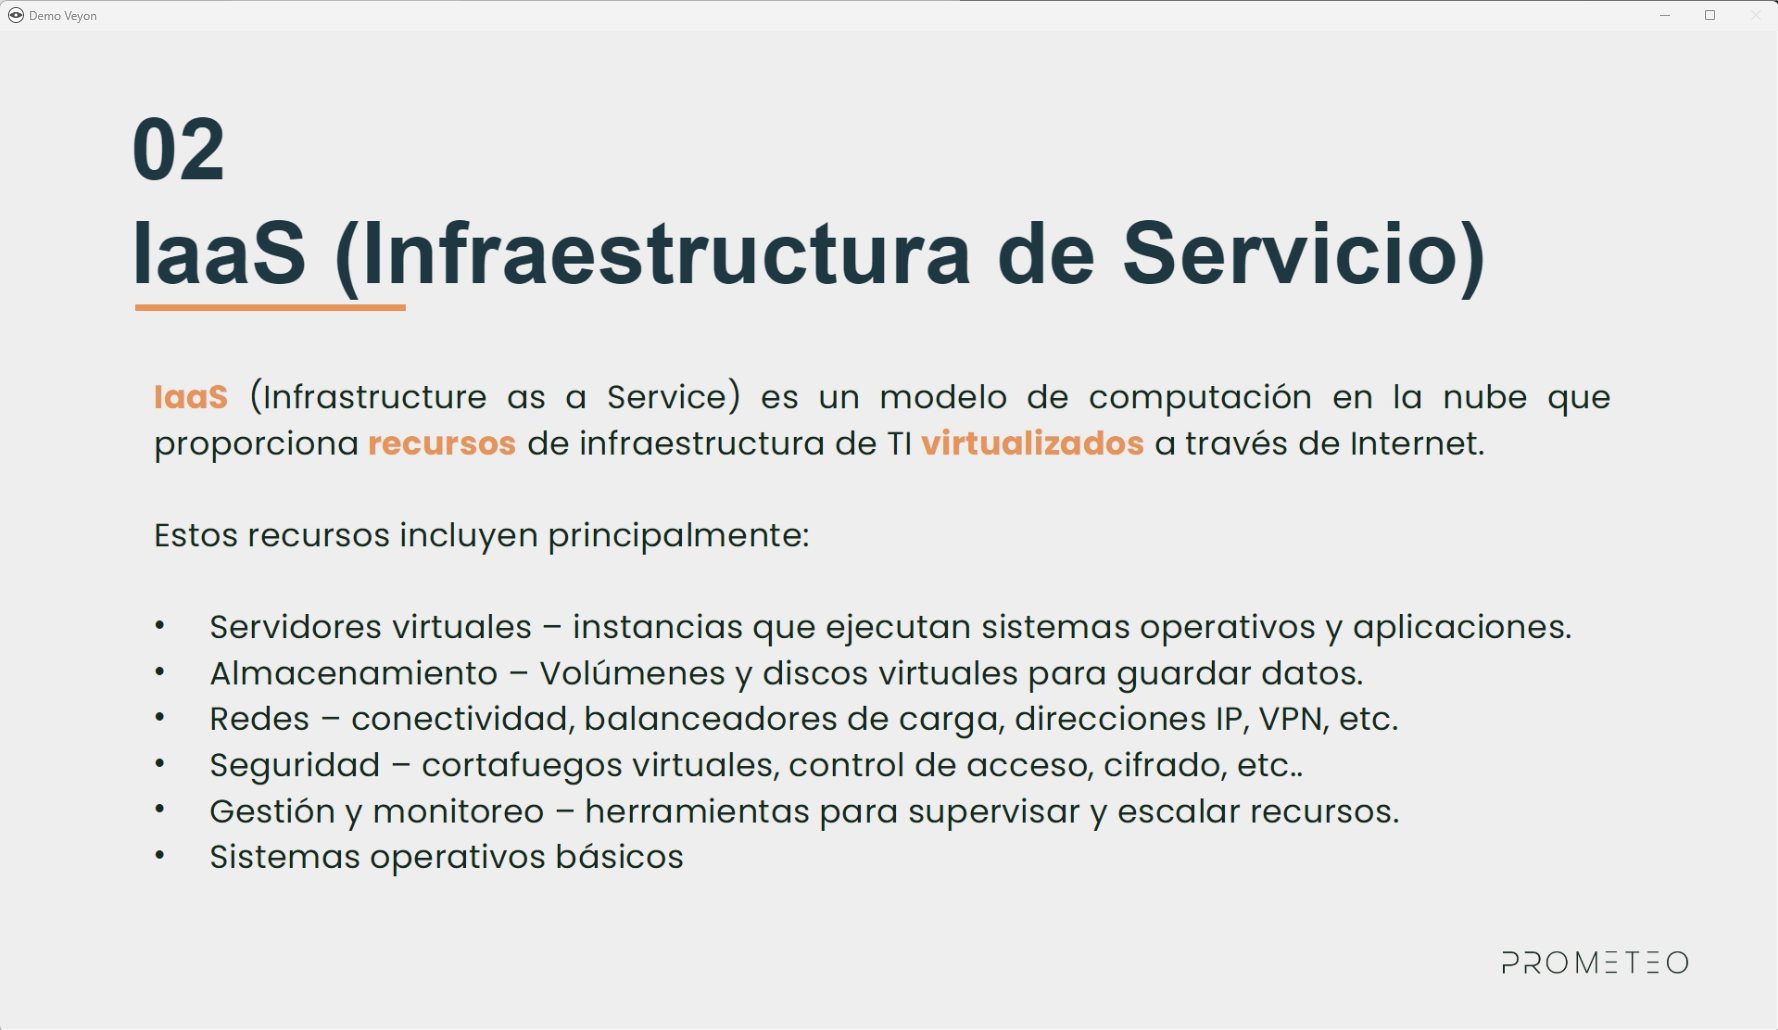 Demo Veyon
02
IaaS (Infraestructura de Servicio)
IaaS (Infrastructure as a Service) es un modelo de computación en la nube que
proporciona recursos de infraestructura de TI virtualizados a través de Internet.
Estos recursos incluyen principalmente:
• Servidores virtuales – instancias que ejecutan sistemas operativos y aplicaciones.
• Almacenamiento – Volúmenes y discos virtuales para guardar datos.
• Redes – conectividad, balanceadores de carga, direcciones IP, VPN, etc.
• Seguridad – cortafuegos virtuales, control de acceso, cifrado, etc..
• Gestión y monitoreo – herramientas para supervisar y escalar recursos.
• Sistemas operativos básicos
PROMETEO